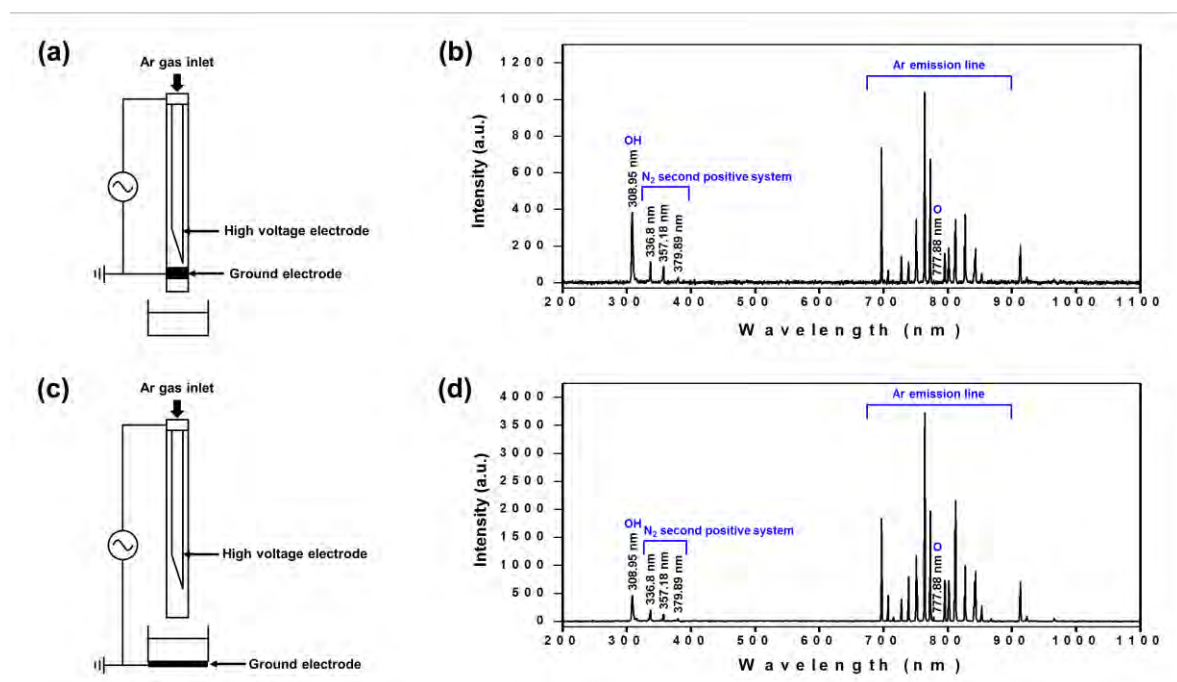 (a)
Ar gas inlet
High voltage electrode
Ground electrode
(b)
1200
1000
800
600
400
200
0
Intensity (a.u.)
OH
308.95 nm
N₂ second positive system
336.8 nm
357.18 nm
379.89 nm
Ar emission line
O
777.88 nm
200 300 400 500 600 700 800 900 1000 1100
Wavelength (nm)
(c)
Ar gas inlet
High voltage electrode
Ground electrode
(d)
4000
3500
3000
2500
2000
1500
1000
500
0
Intensity (a.u.)
OH
308.95 nm
N₂ second positive system
336.8 nm
357.18 nm
379.89 nm
Ar emission line
O
777.88 nm
200 300 400 500 600 700 800 900 1000 1100
Wavelength (nm)